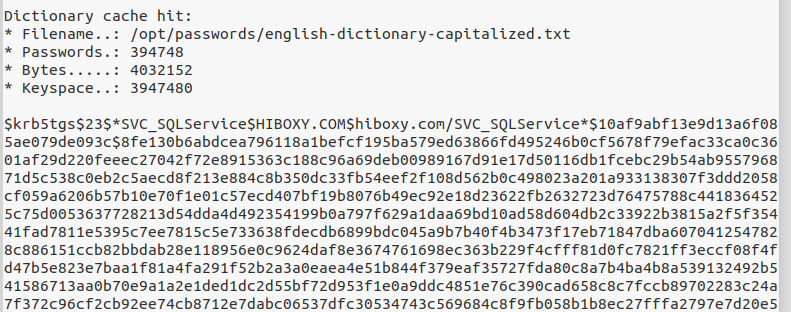 Dictionary cache hit:
* Filename..: /opt/passwords/english-dictionary-capitalized.txt
* Passwords.: 394748
* Bytes.....: 4032152
* Keyspace..: 3947480
$krb5tgs$23$*SVC_SQLService$HIBOXY.COM$hiboxy.com/SVC_SQLService*$10af9abf13e9d13a6f08
5ae079de093c$8fe130b6abdcea796118a1befcf195ba579ed63866fd495246b0cf5678f79efac33ca0c36
01af29d220feeec27042f72e8915363c188c96a69deb00989167d91e17d50116db1fcebc29b54ab9557968
71d5c538c0eb2c5aecd8f213e884c8b350dc33fb54eef2f108d562b0c498023a201a933138307f3ddd2058
cf059a6206b57b10e70f1e01c57ecd407bf19b8076b49ec92e18d23622fb2632723d76475788c441836452
5c75d0053637728213d54dda4d492354199b0a797f629a1daa69bd10ad58d604db2c33922b3815a2f5f354
41fad7811e5395c7ee7815c5e733638fdecdb6899bdc045a9b7b40f4b3473f17eb71847dba607041254782
8c886151ccb82bbdab28e118956e0c9624daf8e3674761698ec363b229f4cfff81d0fc7821ff3eccf08f4f
d47b5e823e7baa1f81a4fa291f52b2a3a0eaea4e51b844f379eaf35727fda80c8a7b4ba4b8a539132492b5
41586713aa0b70e9a1a2e1ded1dc2d55bf72d953f1e0a9ddc4851e76c390cad658c8c7fccb89702283c24a
7f372c96cf2cb92ee74cb8712e7dabc06537dfc30534743c569684c8f9fb058b1b8ec27fffa2797e7d20e5